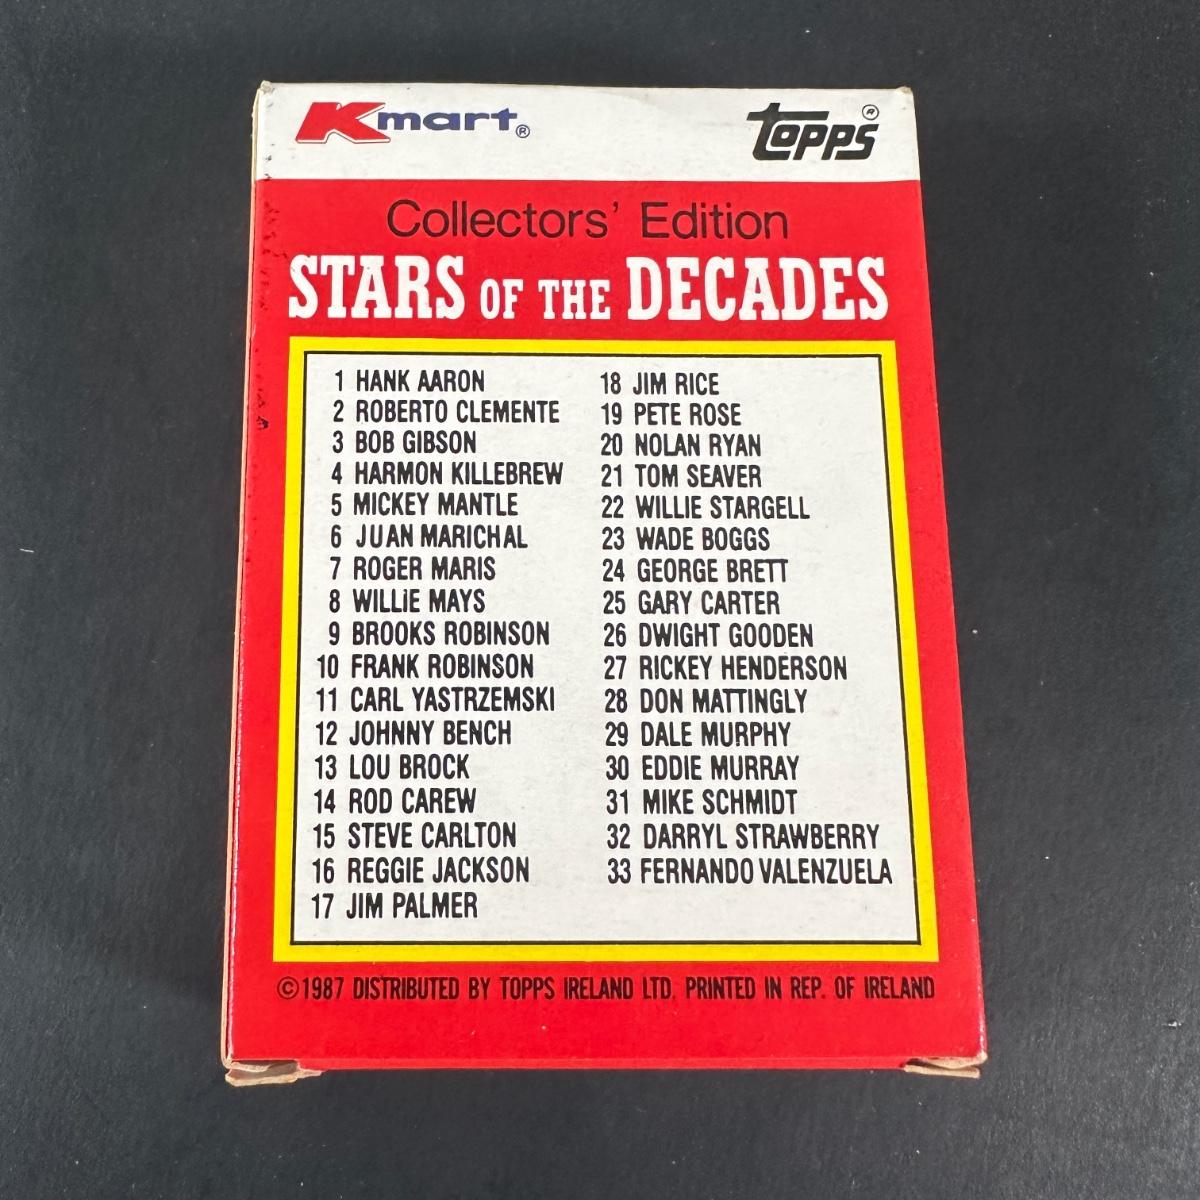 Kmart®
TOPPS®
Collectors' Edition
STARS OF THE DECADES
1 HANK AARON
2 ROBERTO CLEMENTE
3 BOB GIBSON
4 HARMON KILLEBREW
5 MICKEY MANTLE
6 JUAN MARICHAL
7 ROGER MARIS
8 WILLiE MAYS
9 BROOKS ROBINSON
10 FRANK ROBINSON
11 CARL YASTRZEMSKI
12 JOHNNY BENCH
13 LOU BROCK
14 ROD CAREW
15 STEVE CARLTON
16 REGGIE JACKSON
17 JIM PALMER
18 JIM RICE
19 PETE ROSE
20 NOLAN RYAN
21 TOM SEAVER
22 WILLIE STARGELL
23 WADE BOGGS
24 GEORGE BRETT
25 GARY CARTER
26 DWIGHT GOODEN
27 RICKEY HENDERSON
28 DON MATTINGLY
29 DALE MURPHY
30 EDDIE MURRAY
31 MIKE SCHMIDT
32 DARRYL STRAWBERRY
33 FERNANDO VALENZUELA
©1987 DISTRIBUTED BY TOPPS IRELAND LTD. PRINTED IN REP. OF IRELAND